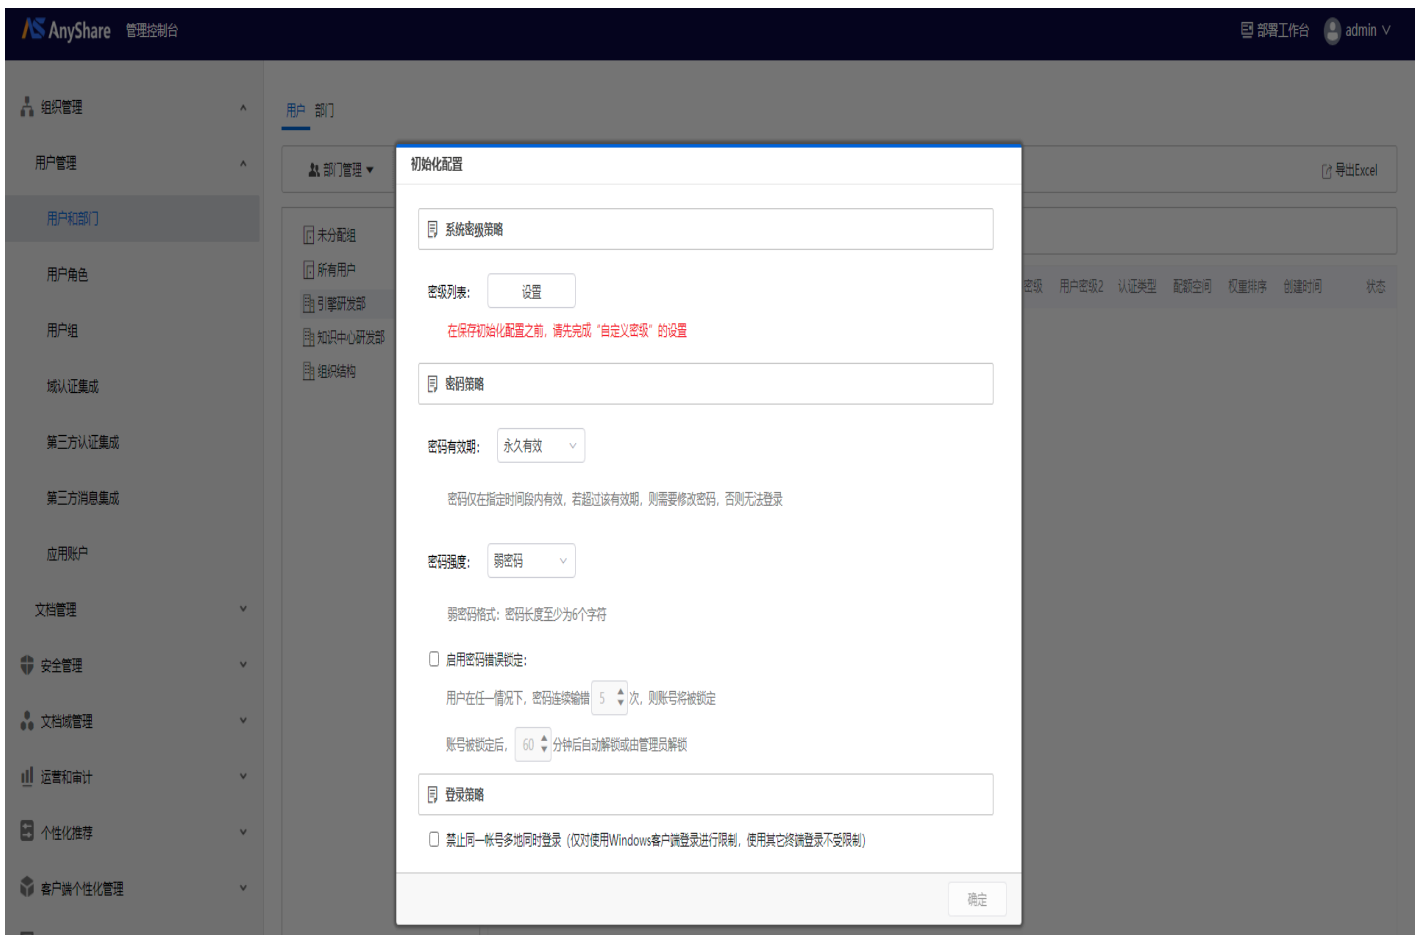 AnyShare 管理控制台
部署工作台 admin
组织管理
用户管理
用户和部门
用户角色
用户组
域认证集成
第三方认证集成
第三方消息集成
应用账户
文档管理
安全管理
文档域管理
运营和审计
个性化推荐
客户端个性化管理
用户 部门
部门管理
导出Excel
未分配组
所有用户
引擎研发部
知识中心研发部
组织结构
密级 用户密级2 认证类型 配额空间 权重排序 创建时间 状态
初始化配置
系统密级策略
密级列表： 设置
在保存初始化配置之前，请先完成“自定义密级”的设置
密码策略
密码有效期： 永久有效
密码仅在指定时间段内有效，若超过该有效期，则需要修改密码，否则无法登录
密码强度： 弱密码
弱密码格式：密码长度至少为6个字符
启用密码错误锁定：
用户在任一情况下，密码连续输错 5 次，则账号将被锁定
账号被锁定后， 60 分钟后自动解锁或由管理员解锁
登录策略
禁止同一帐号多地同时登录（仅对使用Windows客户端登录进行限制，使用其它终端登录不受限制）
确定